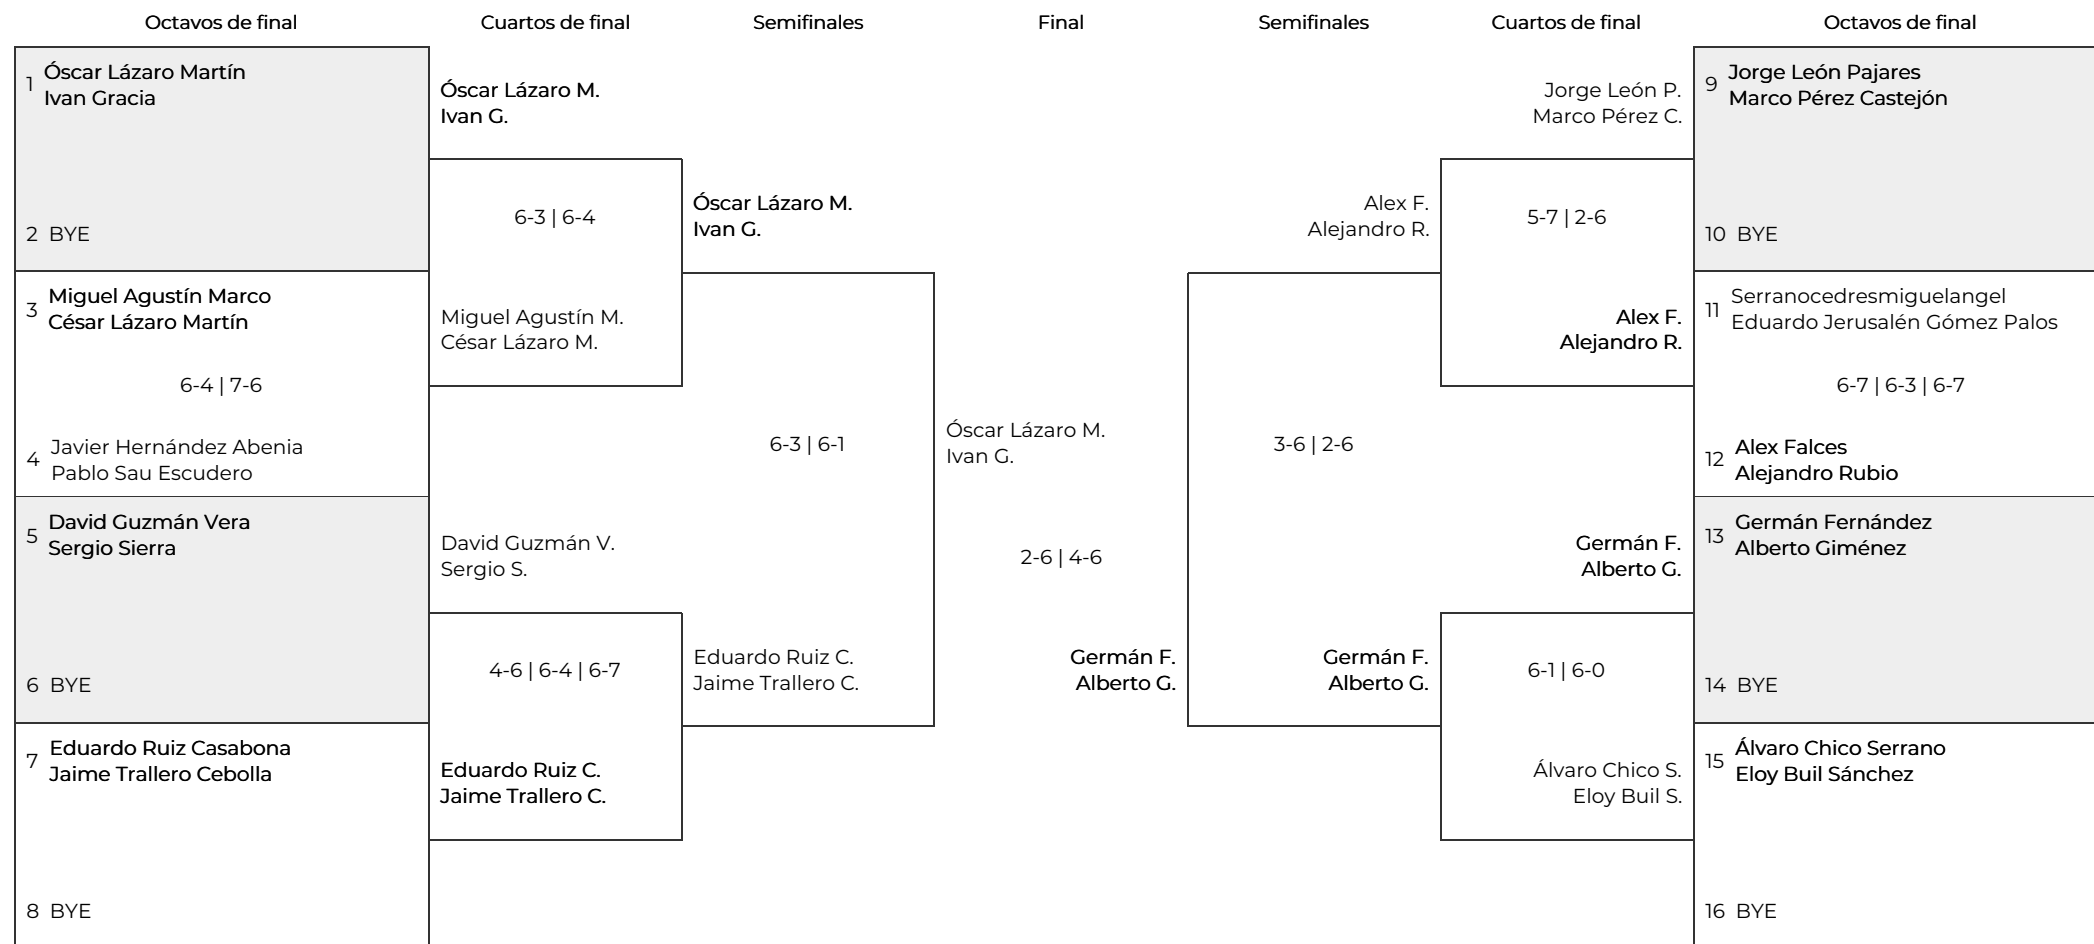 Octavos de final
Cuartos de final
Semifinales
Final
Semifinales
Cuartos de final
Octavos de final
1 Óscar Lázaro Martín
Ivan Gracia
2 BYE
3 Miguel Agustín Marco
César Lázaro Martín
6-4 | 7-6
4 Javier Hernández Abenia
Pablo Sau Escudero
5 David Guzmán Vera
Sergio Sierra
6 BYE
7 Eduardo Ruiz Casabona
Jaime Trallero Cebolla
8 BYE
Óscar Lázaro M.
Ivan G.
6-3 | 6-4
Miguel Agustín M.
César Lázaro M.
David Guzmán V.
Sergio S.
4-6 | 6-4 | 6-7
Eduardo Ruiz C.
Jaime Trallero C.
Óscar Lázaro M.
Ivan G.
6-3 | 6-1
Eduardo Ruiz C.
Jaime Trallero C.
Óscar Lázaro M.
Ivan G.
2-6 | 4-6
Germán F.
Alberto G.
Alex F.
Alejandro R.
3-6 | 2-6
Germán F.
Alberto G.
Jorge León P.
Marco Pérez C.
5-7 | 2-6
Alex F.
Alejandro R.
Germán F.
Alberto G.
6-1 | 6-0
Álvaro Chico S.
Eloy Buil S.
9 Jorge León Pajares
Marco Pérez Castejón
10 BYE
11 Serranocedresmiguelangel
Eduardo Jerusalén Gómez Palos
6-7 | 6-3 | 6-7
12 Alex Falces
Alejandro Rubio
13 Germán Fernández
Alberto Giménez
14 BYE
15 Álvaro Chico Serrano
Eloy Buil Sánchez
16 BYE